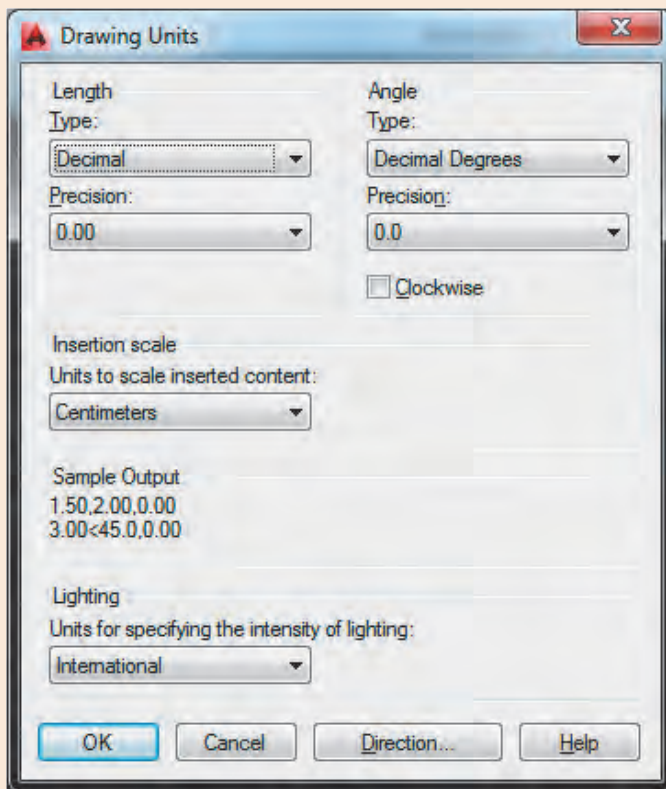 Drawing Units
Length
Type:
Decimal
Precision:
0.00
Angle
Type:
Decimal Degrees
Precision:
0.0
Clockwise
Insertion scale
Units to scale inserted content:
Centimeters
Sample Output
1.50,2.00,0.00
3.00<45.0,0.00
Lighting
Units for specifying the intensity of lighting:
International
OK
Cancel
Direction...
Help